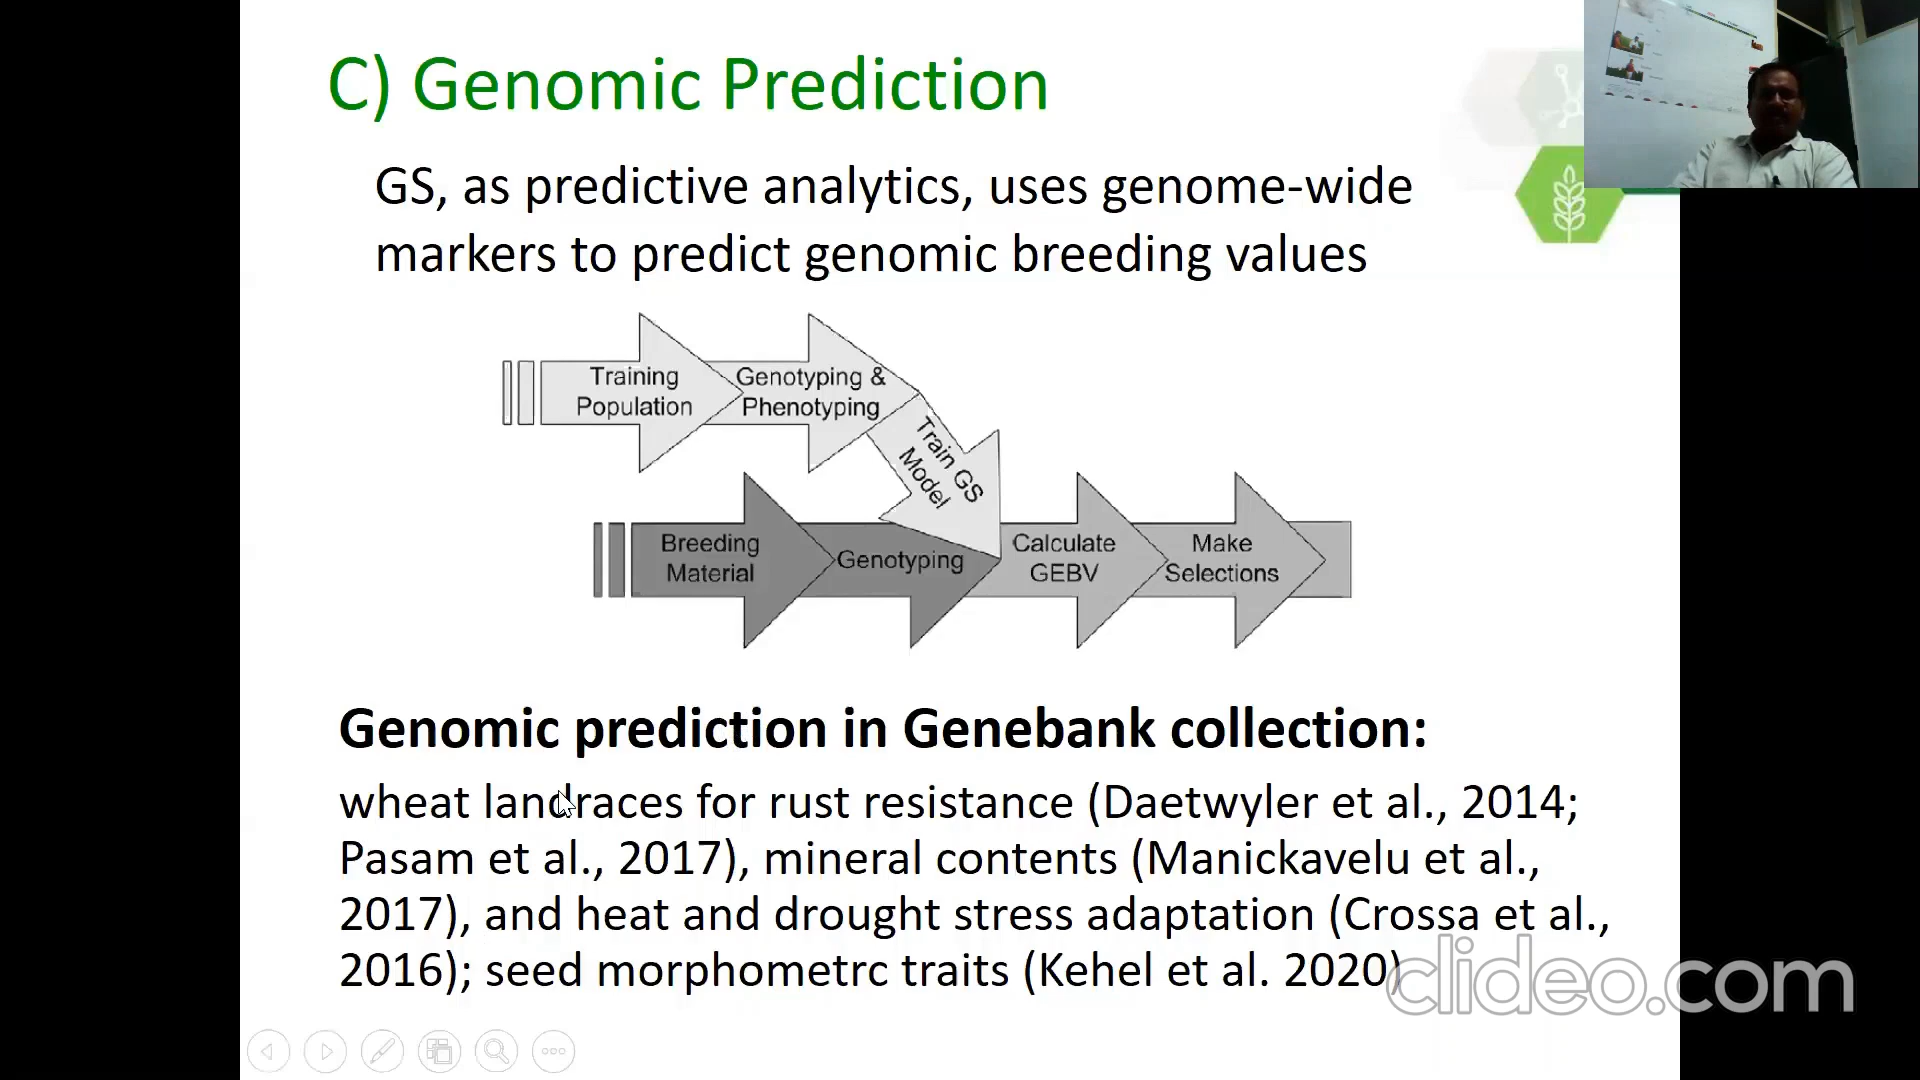 C) Genomic Prediction
GS, as predictive analytics, uses genome-wide
markers to predict genomic breeding values
Training
Population
Genotyping &
Phenotyping
Train GS
Model
Breeding
Material
Genotyping
Calculate
GEBV
Make
Selections
Genomic prediction in Genebank collection:
wheat landraces for rust resistance (Daetwyler et al., 2014;
Pasam et al., 2017), mineral contents (Manickavelu et al.,
2017), and heat and drought stress adaptation (Crossa et al.,
2016); seed morphometrc traits (Kehel et al. 2020)
clideo.com